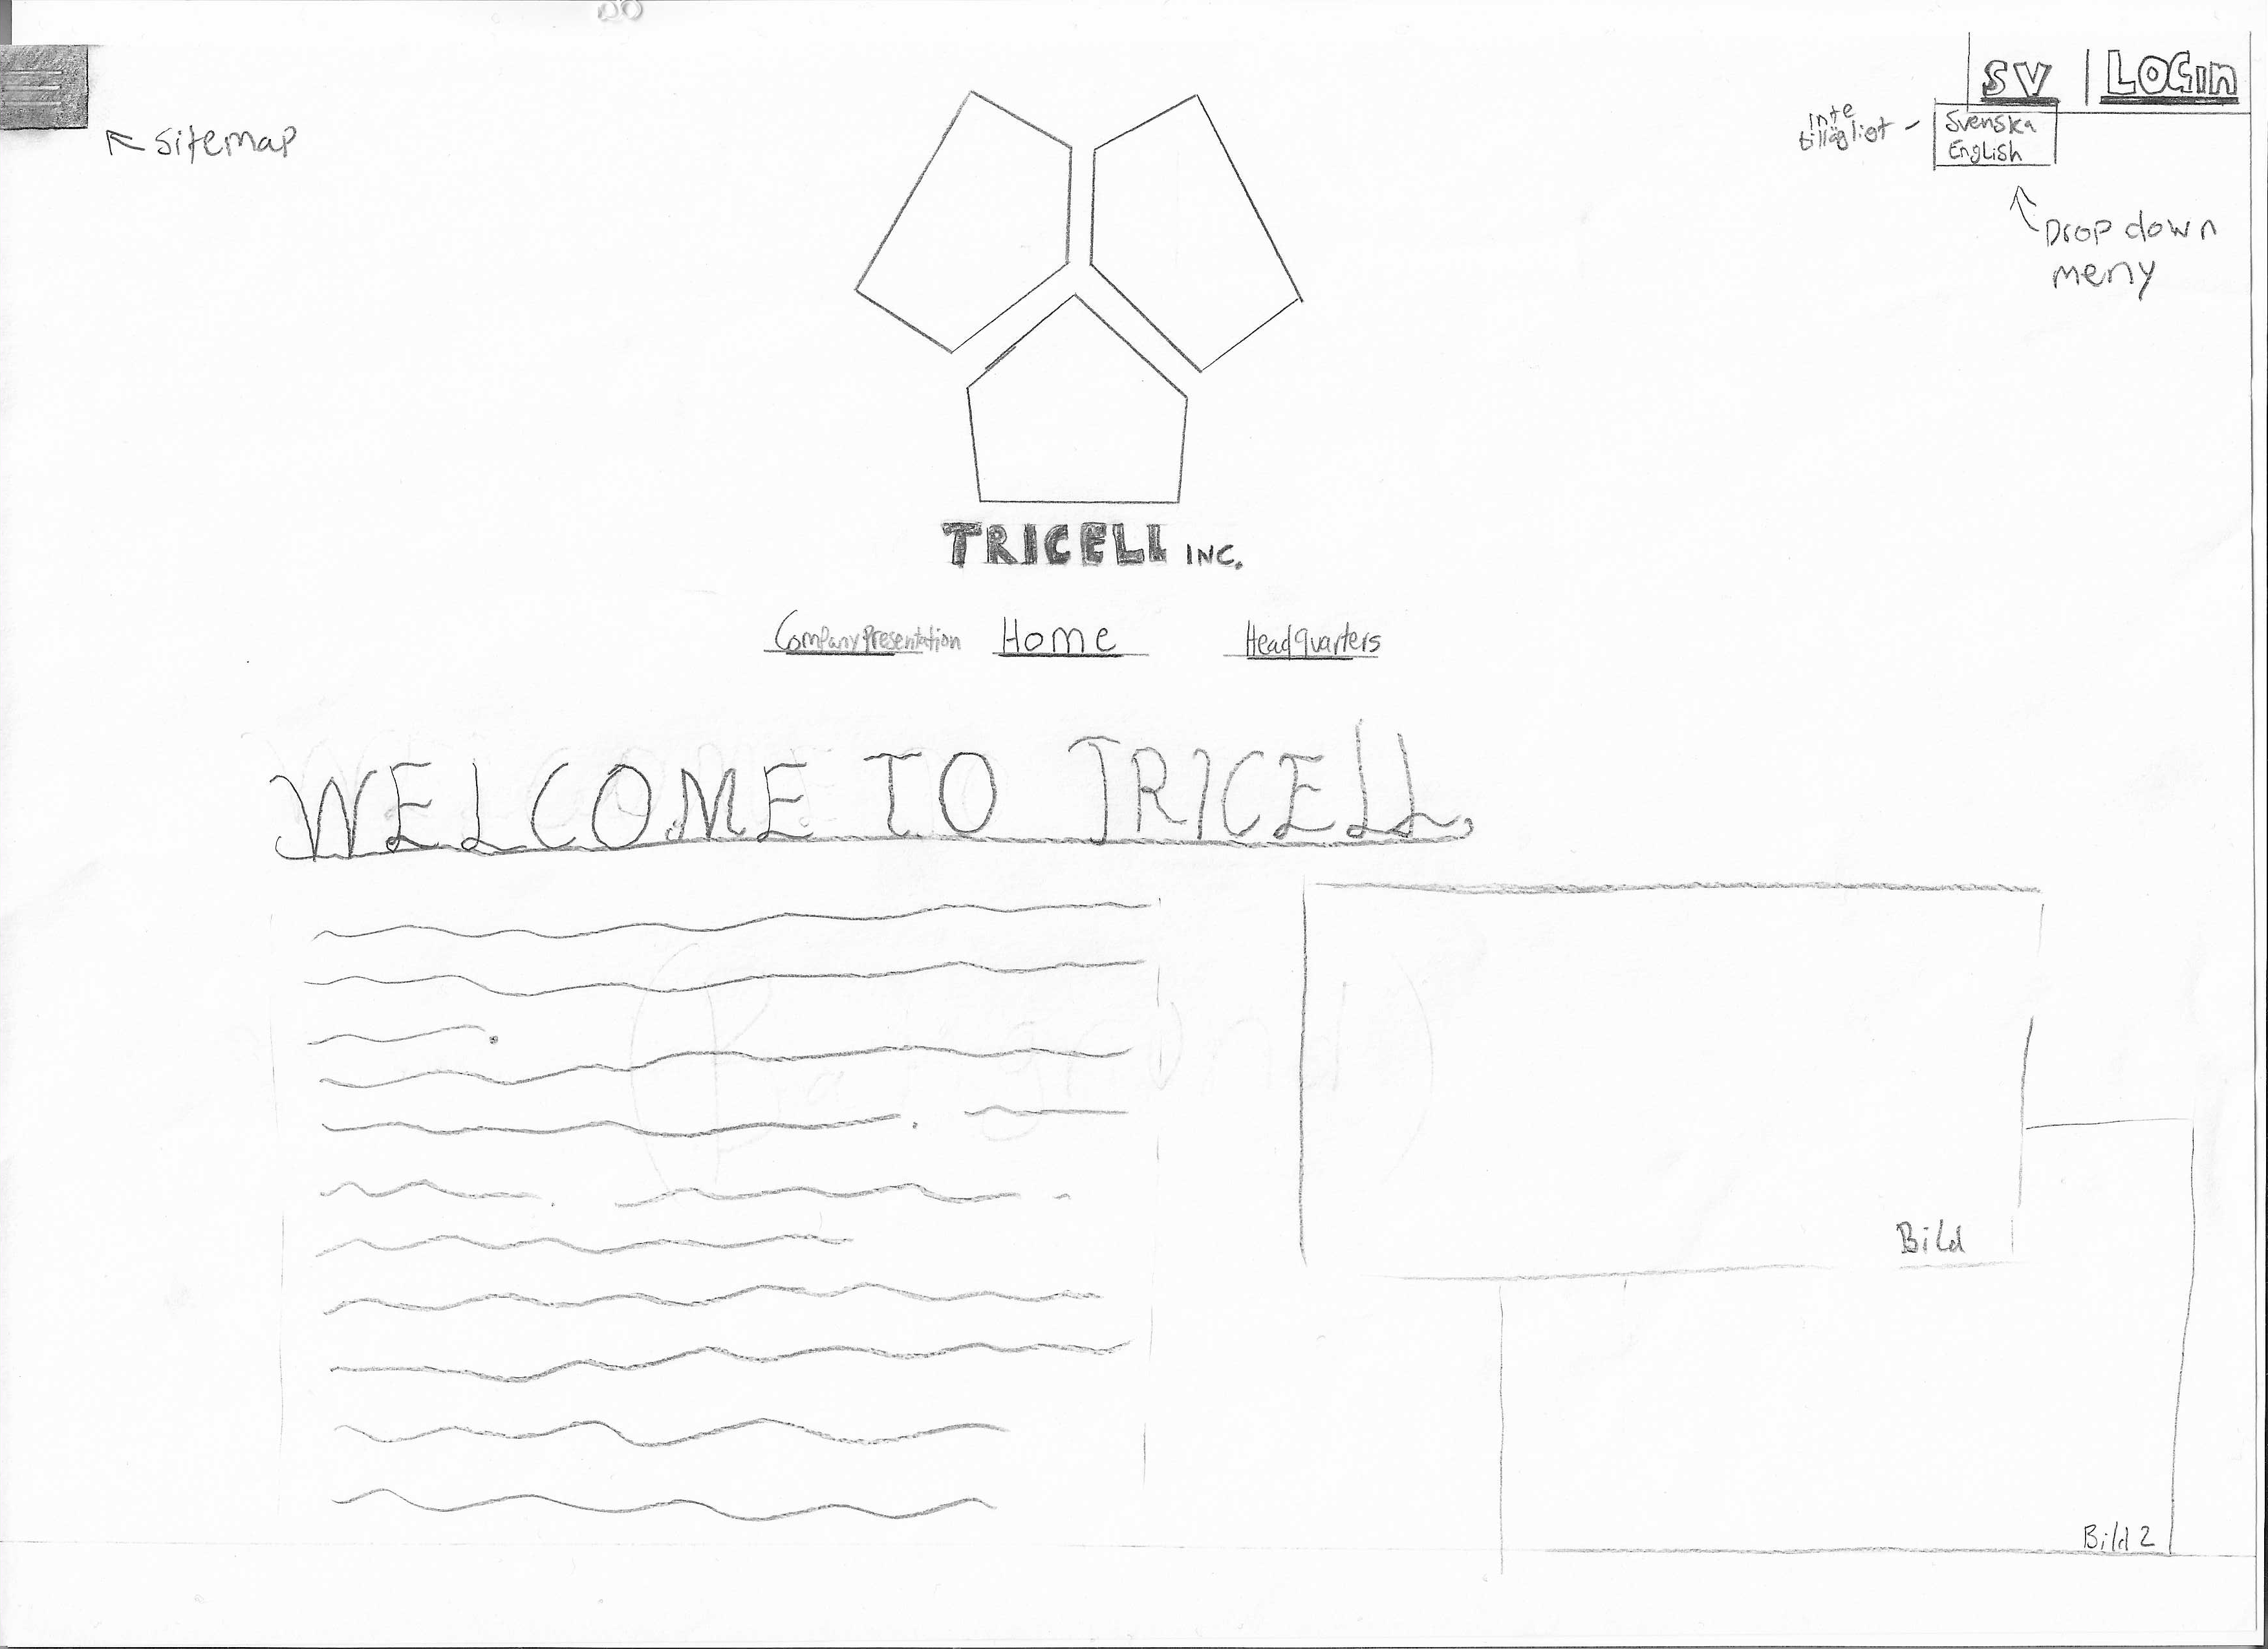 SV | LOGIN
Sitemap
inte
tillägligt -
Svenska
English
Drop down
meny
TRICELL INC.
Company Presentation
Home
Headquarters
WELCOME TO TRICELL.
Bild
Bild 2